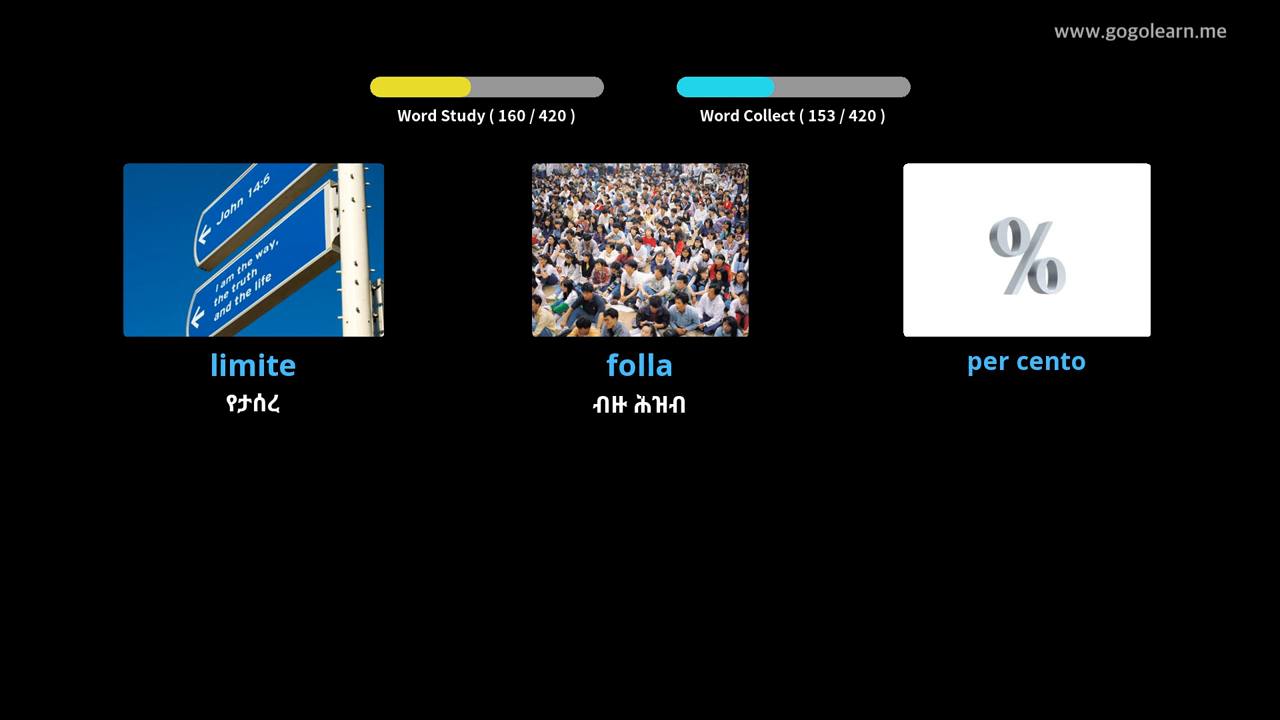 www.gogolearn.me
Word Study ( 160 / 420 )
Word Collect ( 153 / 420 )
John 14:6
I am the way,
the truth
and the life
%
limite
የታሰረ
folla
ብዙ ሕዝብ
per cento